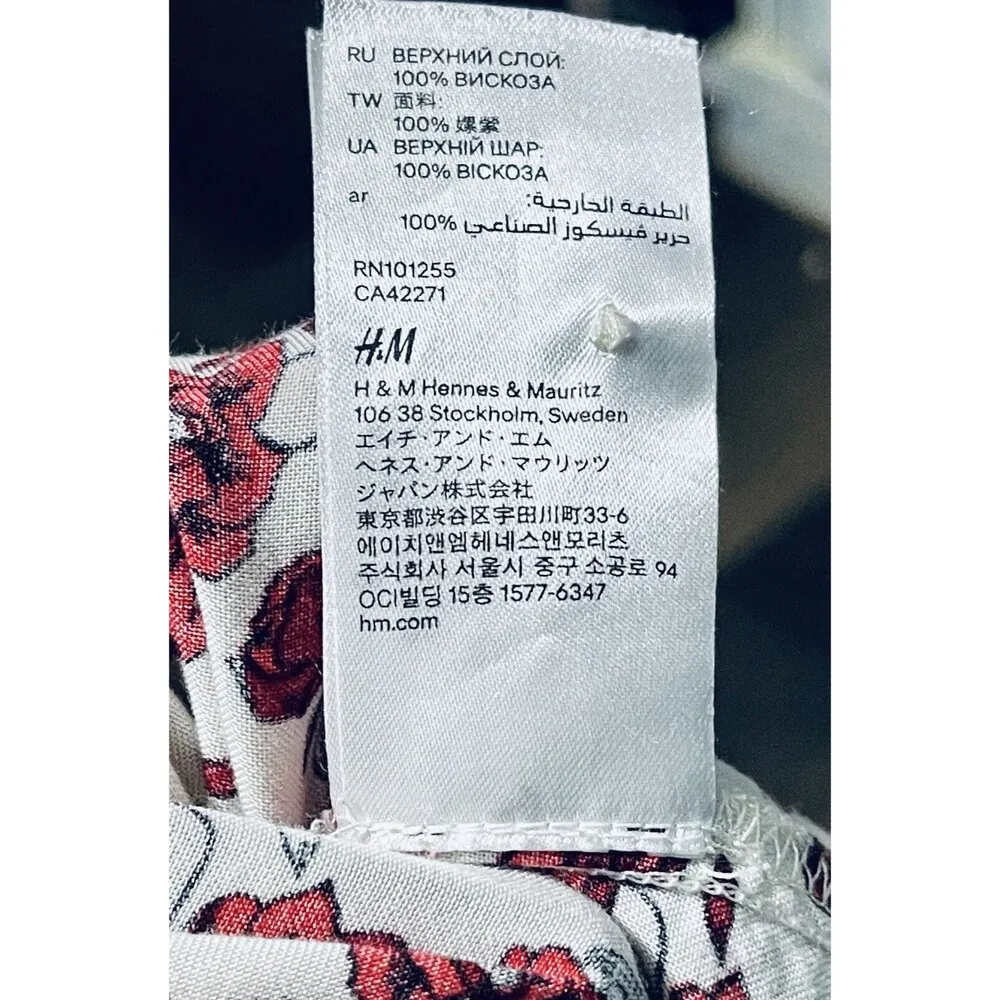 RU ВЕРХНИЙ СЛОЙ:
100% ВИСКОЗА
TW 面料:
100% 嫘縈
UA ВЕРХНІЙ ШАР:
100% ВІСКОЗА
ar الطبقة الخارجية:
100% حرير فيسكوز الصناعي
RN101255
CA42271
H&M
H & M Hennes & Mauritz
106 38 Stockholm, Sweden
エイチ・アンド・エム
ヘネス・アンド・マウリッツ
ジャパン株式会社
東京都渋谷区宇田川町33-6
에이치앤엠헤네스앤모리츠
주식회사 서울시 중구 소공로 94
OCI빌딩 15층 1577-6347
hm.com